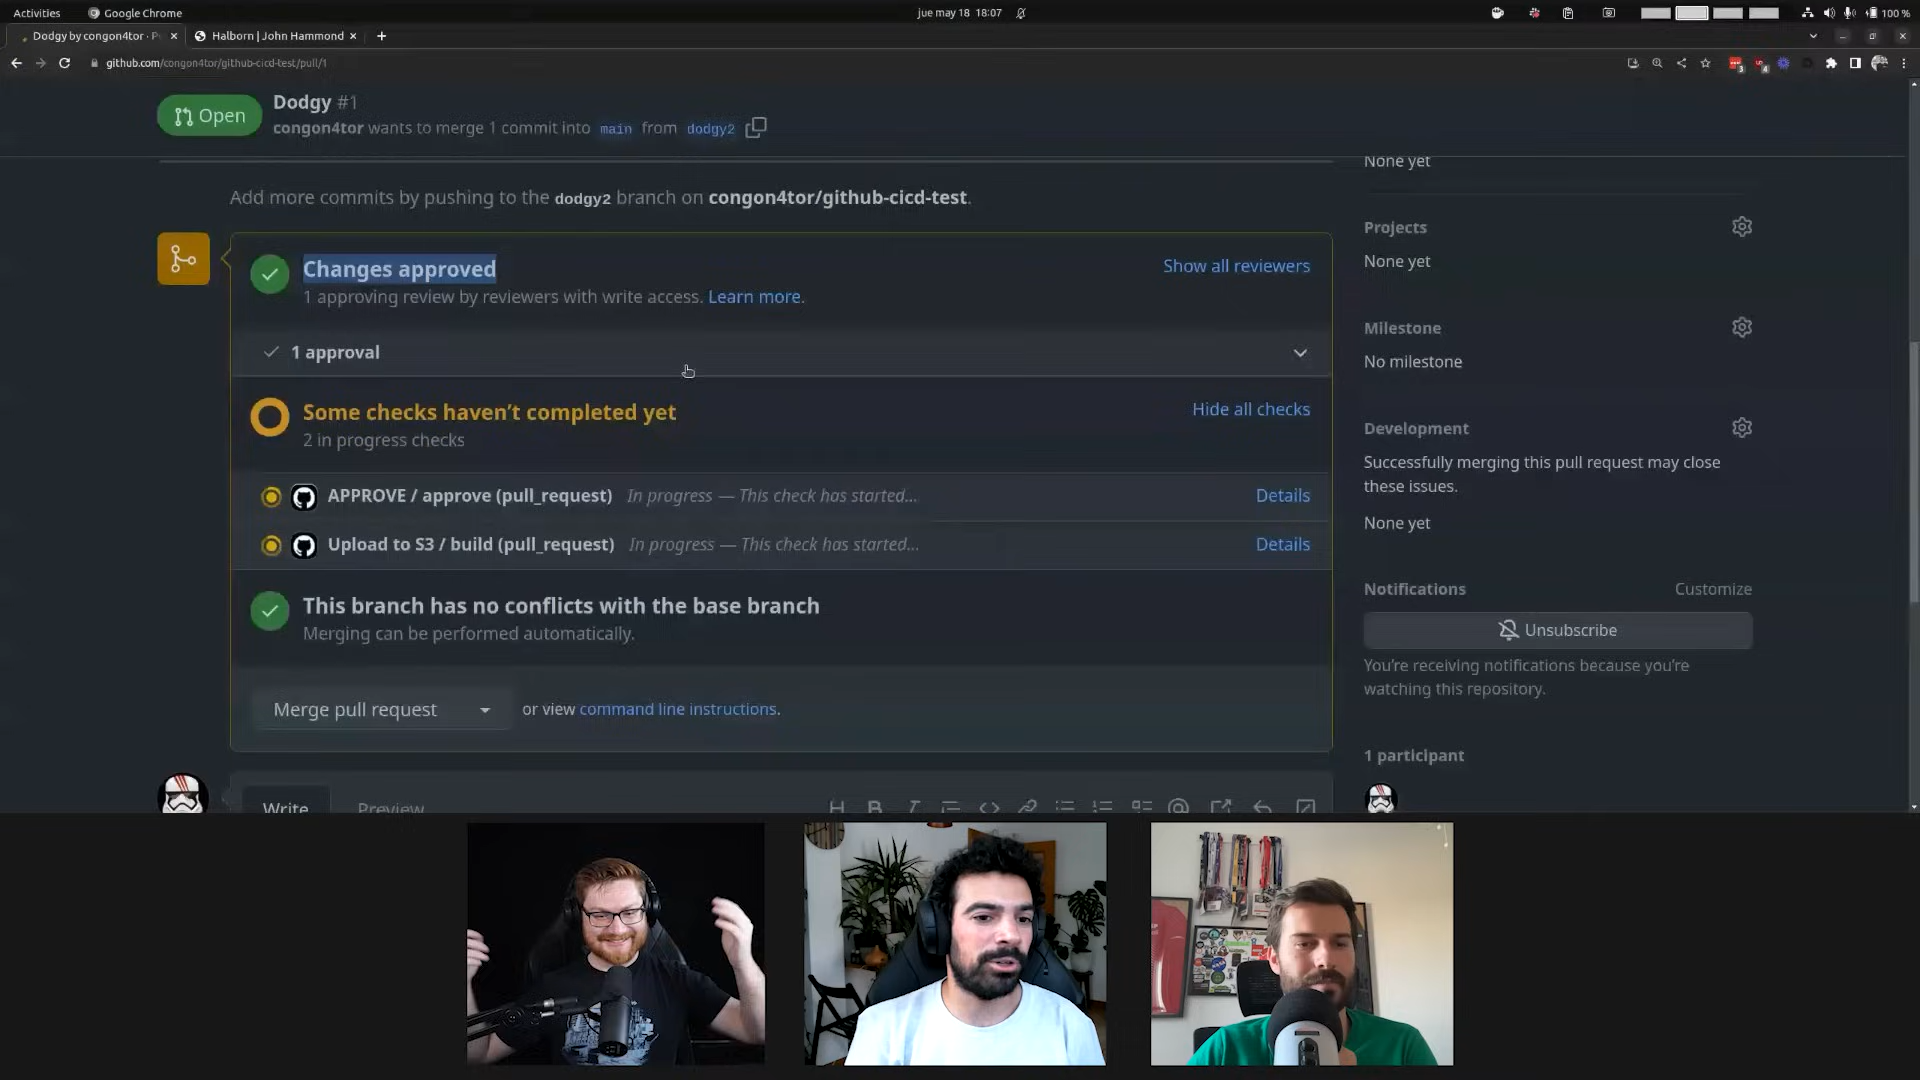 Activities
Google Chrome
jue may 18 18:07
100 %
Dodgy by congon4tor · P
Halborn | John Hammond
github.com/congon4tor/github-cicd-test/pull/1
Open
Dodgy #1
congon4tor wants to merge 1 commit into main from dodgy2
None yet
Add more commits by pushing to the dodgy2 branch on congon4tor/github-cicd-test.
Changes approved
Show all reviewers
1 approving review by reviewers with write access. Learn more.
1 approval
Some checks haven't completed yet
Hide all checks
2 in progress checks
APPROVE / approve (pull_request) In progress — This check has started...
Details
Upload to S3 / build (pull_request) In progress — This check has started...
Details
This branch has no conflicts with the base branch
Merging can be performed automatically.
Merge pull request
or view command line instructions.
Projects
None yet
Milestone
No milestone
Development
Successfully merging this pull request may close
these issues.
None yet
Notifications
Customize
Unsubscribe
You're receiving notifications because you're
watching this repository.
1 participant
Write
Preview